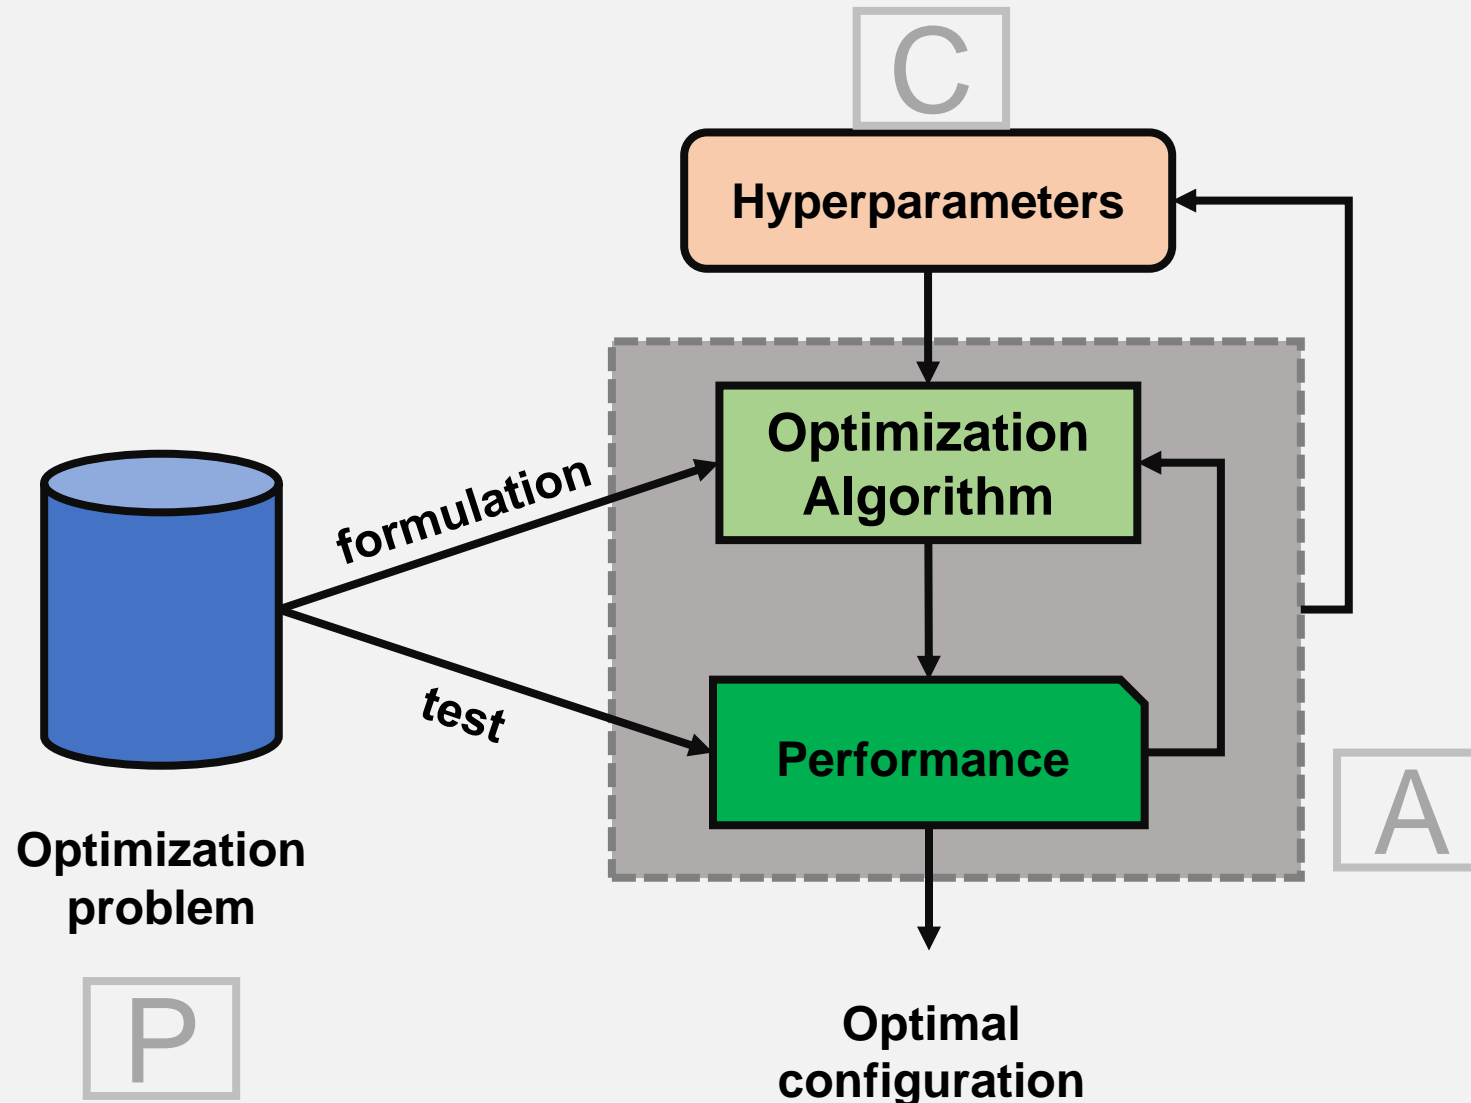 C
Hyperparameters
Optimization
Algorithm
formulation
test
Performance
A
Optimization
problem
P
Optimal
configuration